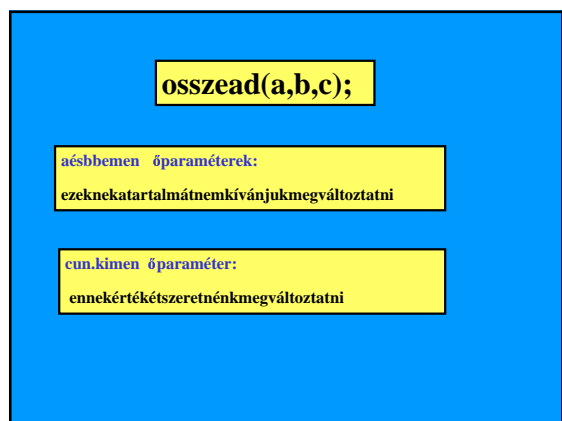 osszead(a,b,c);
aésbbemen őparaméterek:
ezeknekatartalmátnemkívánjukmegváltoztatni
cun.kimen őparaméter:
ennekértékétszeretnénkmegváltoztatni